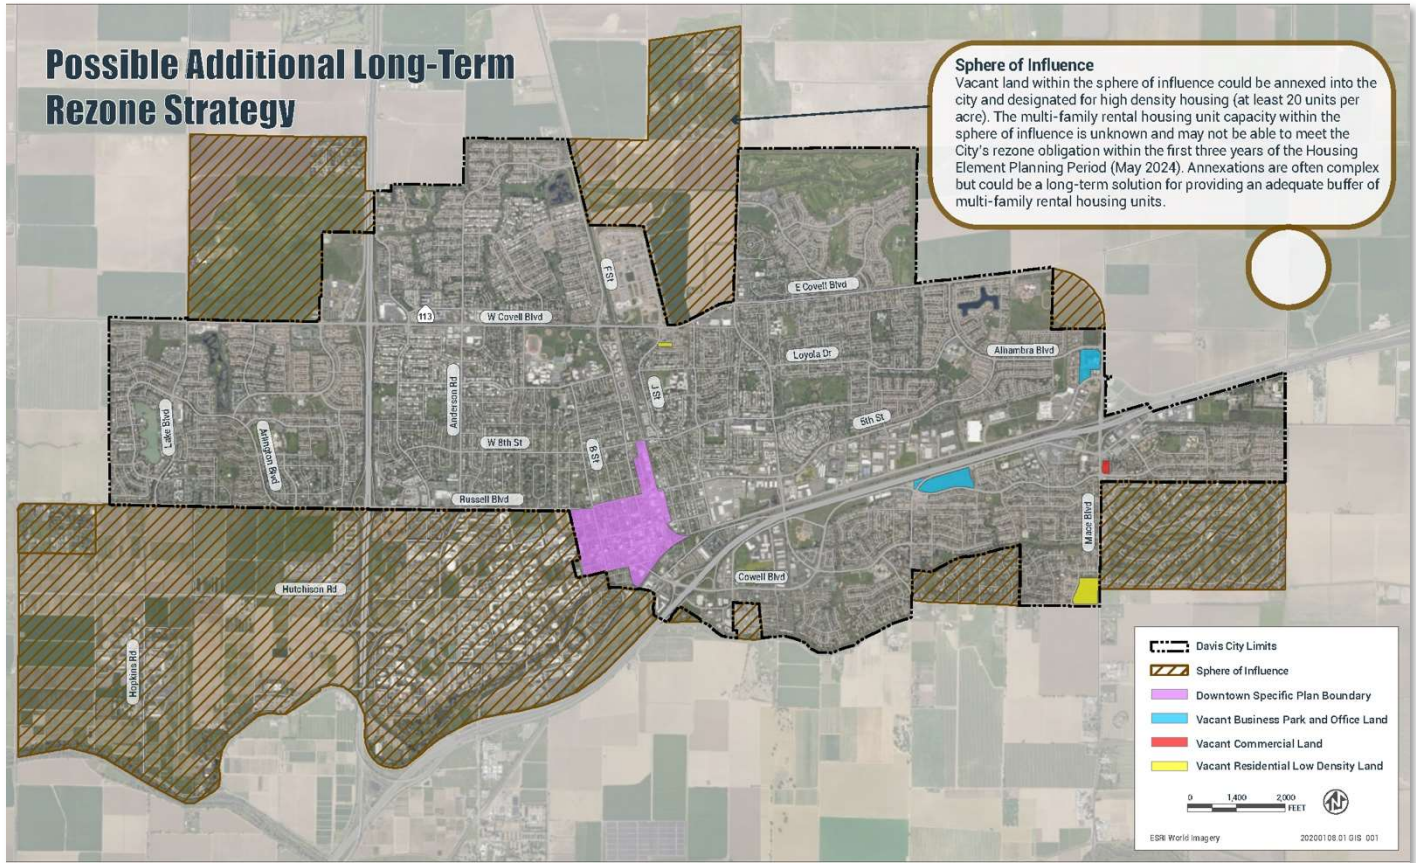 Possible Additional Long-Term
Rezone Strategy
Sphere of Influence
Vacant land within the sphere of influence could be annexed into the
city and designated for high density housing (at least 20 units per
acre). The multi-family rental housing unit capacity within the
sphere of influence is unknown and may not be able to meet the
City's rezone obligation within the first three years of the Housing
Element Planning Period (May 2024). Annexations are often complex
but could be a long-term solution for providing an adequate buffer of
multi-family rental housing units.
F St
E Covell Blvd
113
W Covell Blvd
Loyola Dr
Alhambra Blvd
Anderson Rd
J St
Lake Blvd
Arlington Blvd
W 8th St
B St
5th St
Russell Blvd
Mace Blvd
Cowell Blvd
Hutchison Rd
Hopkins Rd
Davis City Limits
Sphere of Influence
Downtown Specific Plan Boundary
Vacant Business Park and Office Land
Vacant Commercial Land
Vacant Residential Low Density Land
0 1,400 2,000
FEET
N
ESRI World Imagery 20200108.01 GIS 001